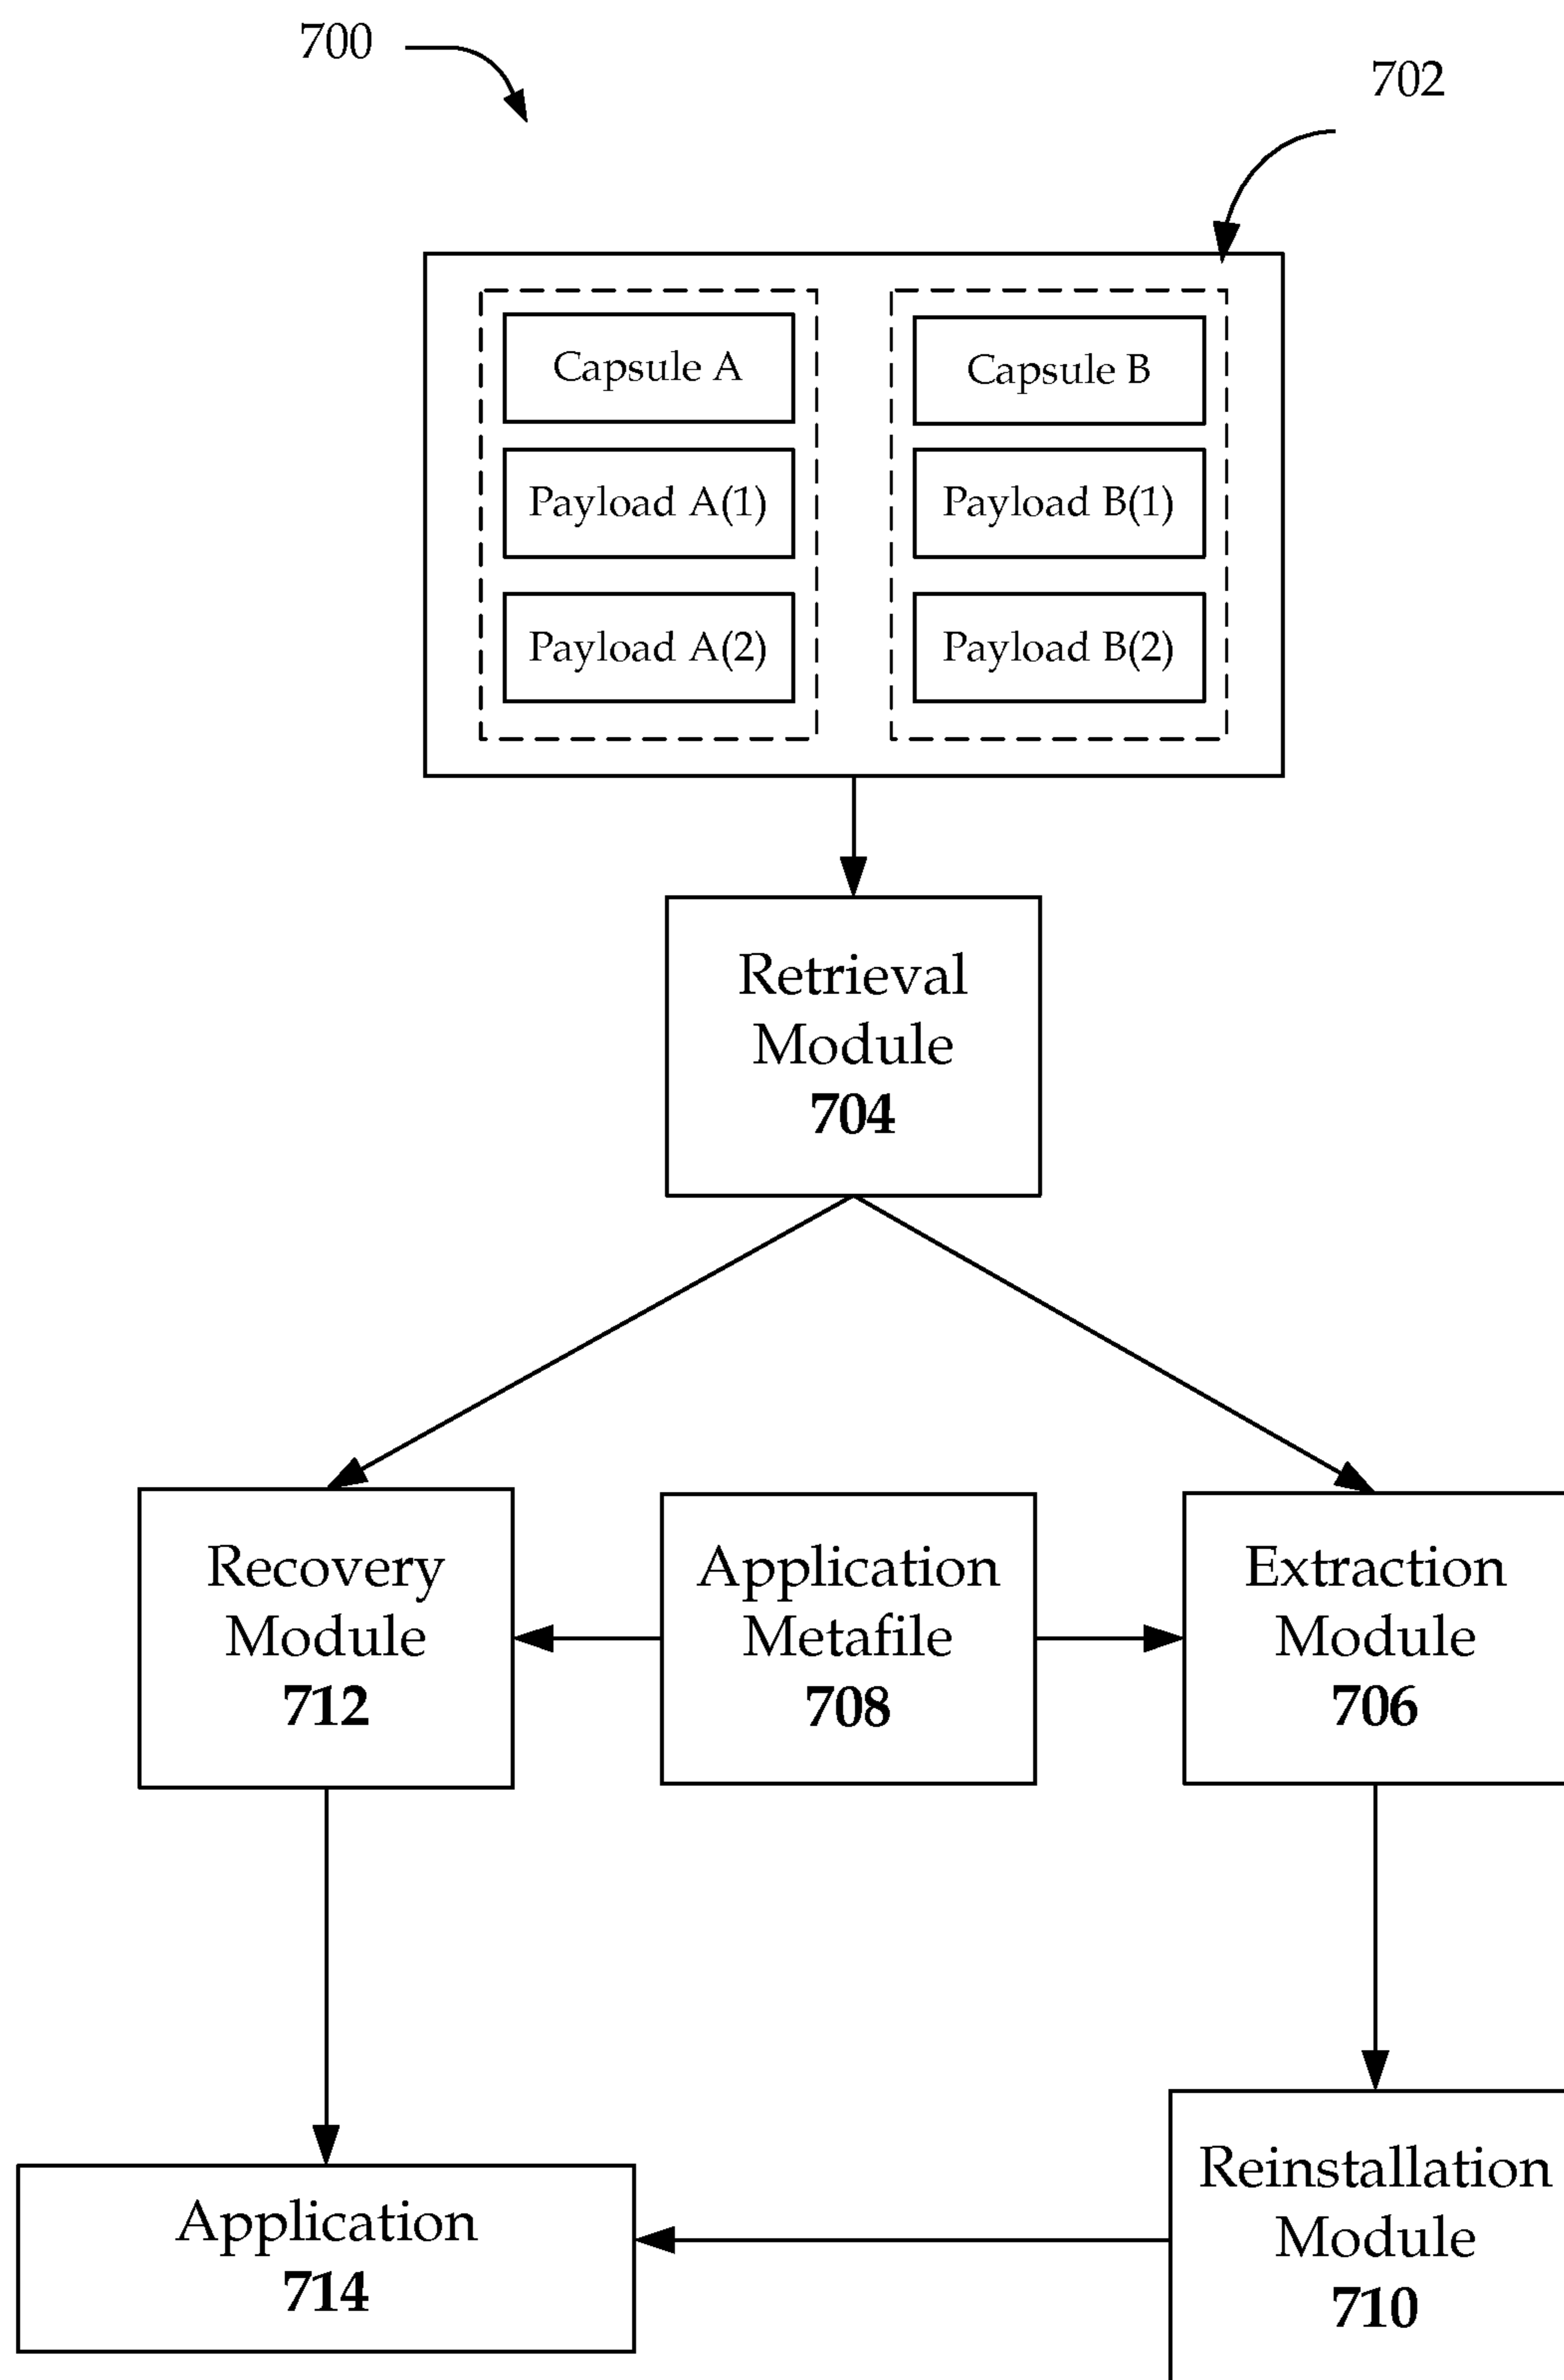 700
702
Capsule A
Capsule B
Payload A(1)
Payload B(1)
Payload A(2)
Payload B(2)
Retrieval
Module
704
Recovery
Module
712
Application
Metafile
708
Extraction
Module
706
Application
714
Reinstallation
Module
710